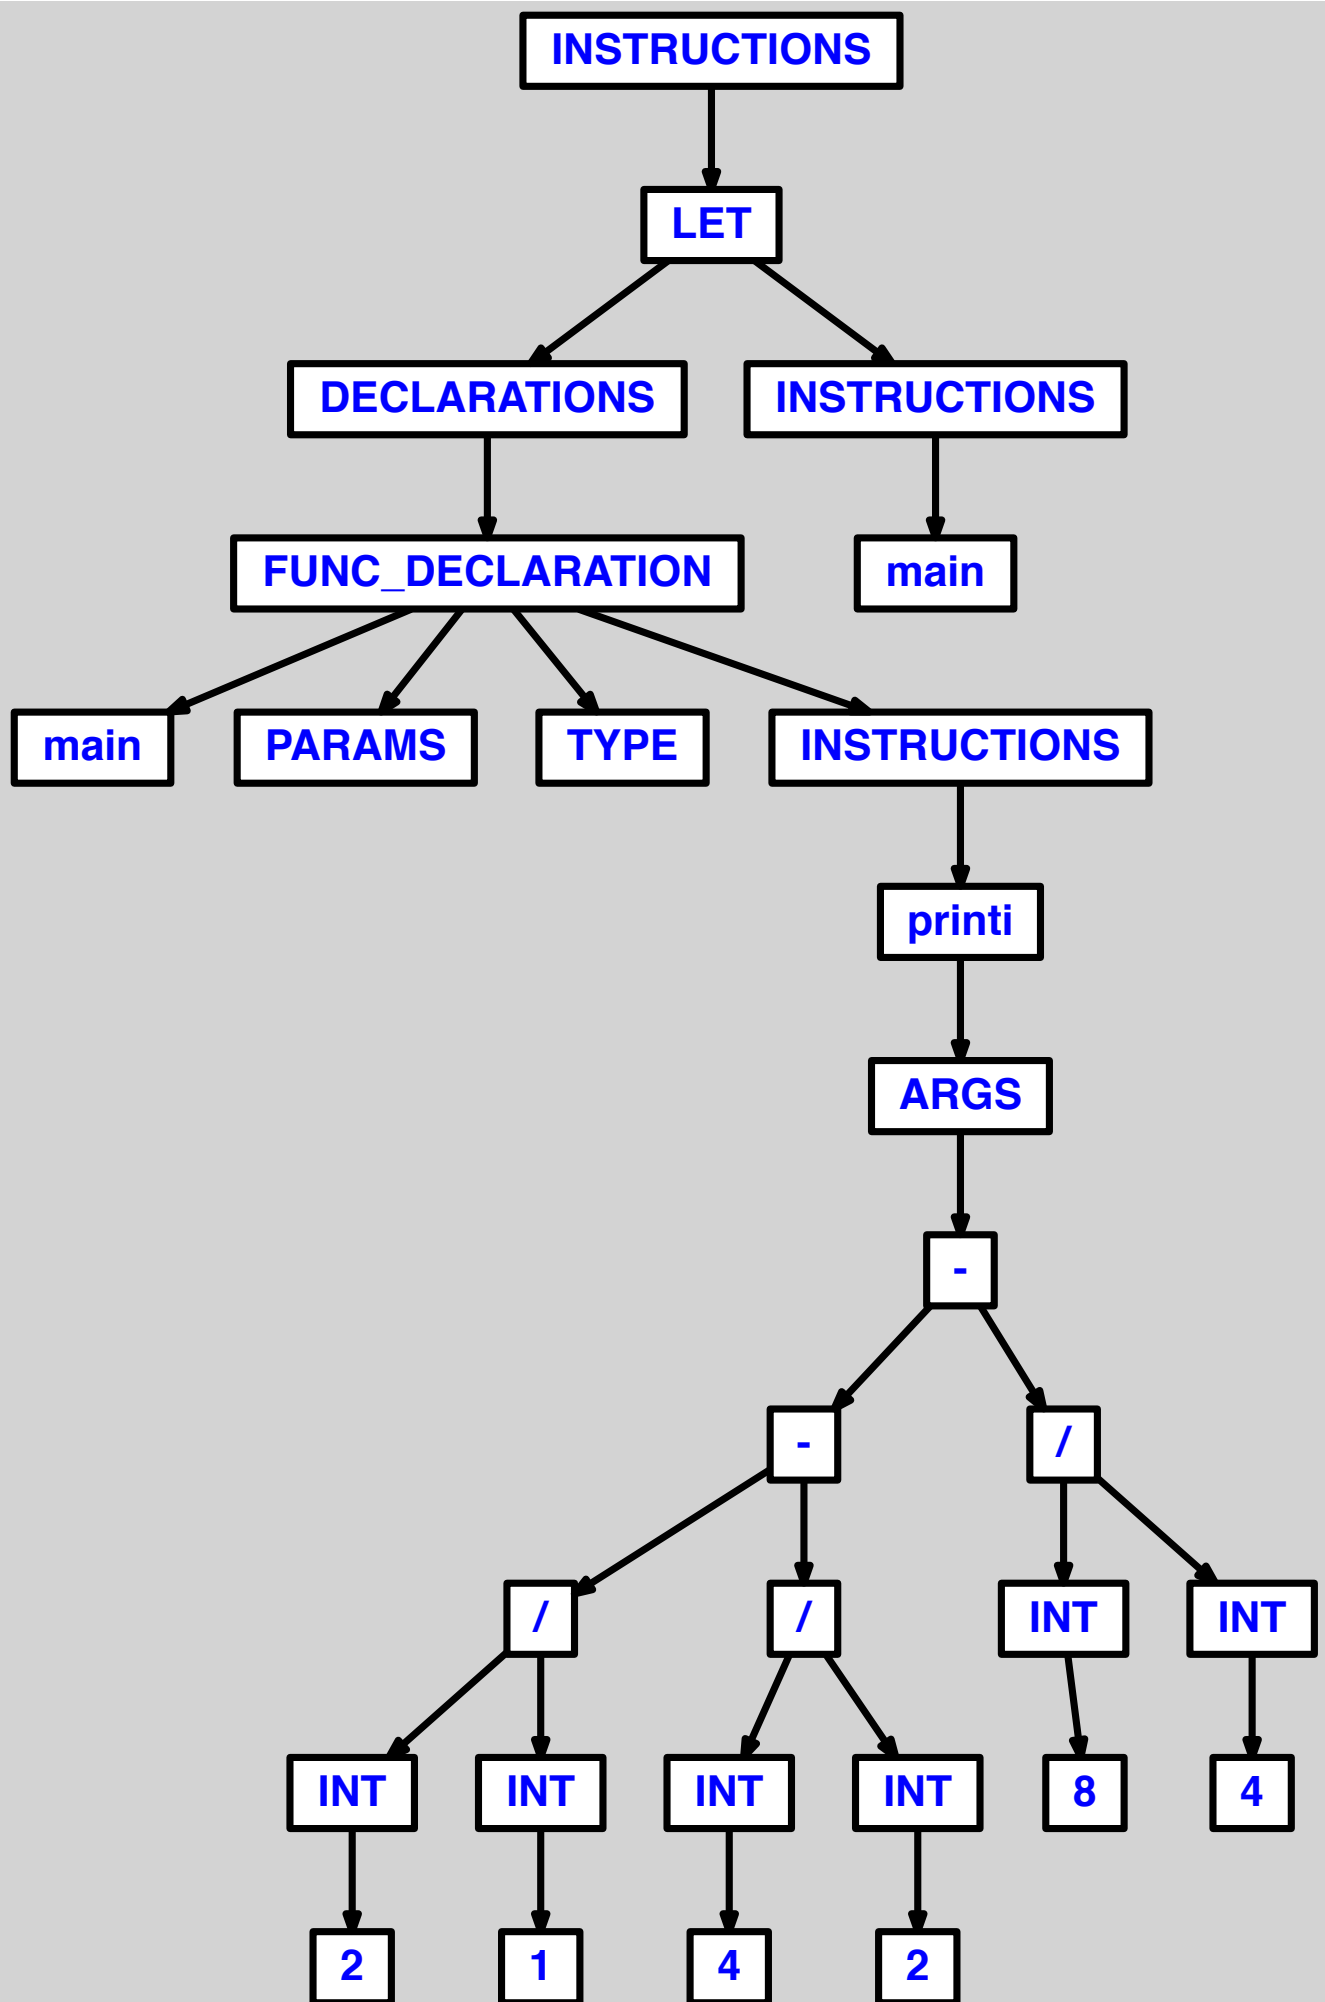 INSTRUCTIONS
LET
DECLARATIONS
INSTRUCTIONS
FUNC_DECLARATION
main
main
PARAMS
TYPE
INSTRUCTIONS
printi
ARGS
-
-
/
/
/
INT
INT
INT
INT
INT
INT
8
4
2
1
4
2